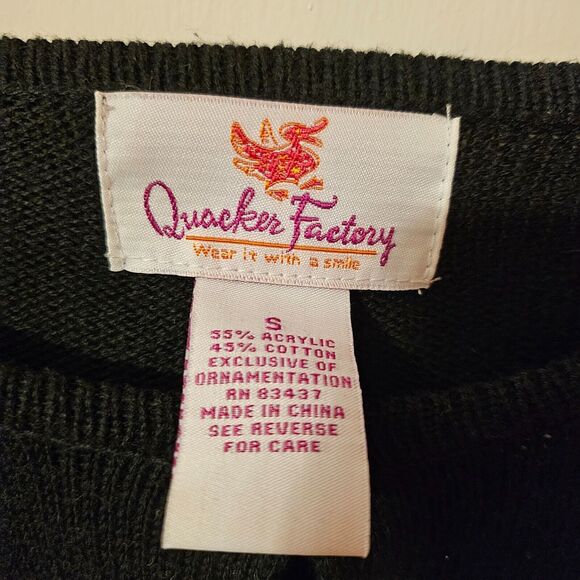 Quacker Factory
Wear it with a smile
S
55% ACRYLIC
45% COTTON
EXCLUSIVE OF
ORNAMENTATION
RN 83437
MADE IN CHINA
SEE REVERSE
FOR CARE